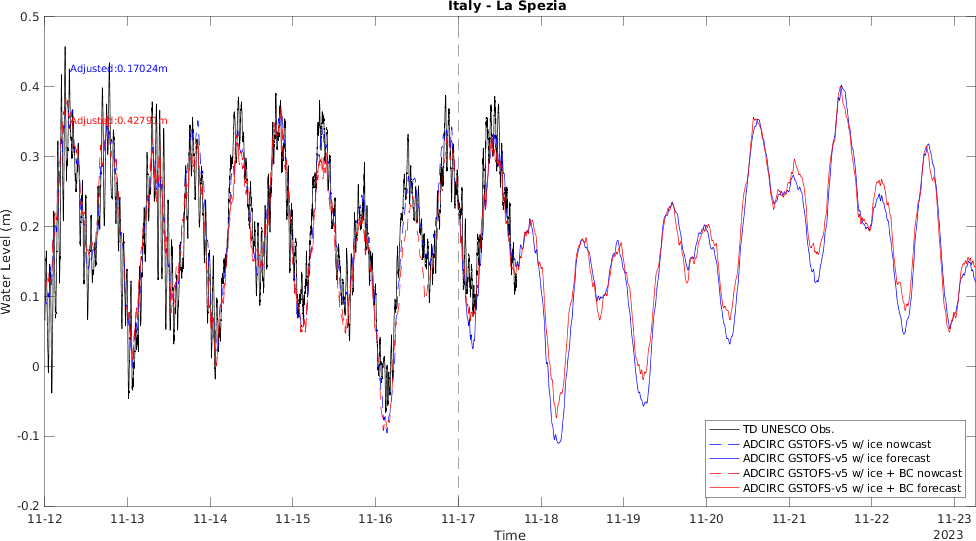 Italy - La Spezia
0.5
0.4
0.3
0.2
0.1
0
-0.1
-0.2
Water Level (m)
Adjusted:0.17024m
TD UNESCO Obs.
ADCIRC GSTOFS-v5 w/ ice nowcast
ADCIRC GSTOFS-v5 w/ ice forecast
ADCIRC GSTOFS-v5 w/ ice + BC nowcast
ADCIRC GSTOFS-v5 w/ ice + BC forecast
11-12 11-13 11-14 11-15 11-16 11-17 11-18 11-19 11-20 11-21 11-22 11-23
Time
2023